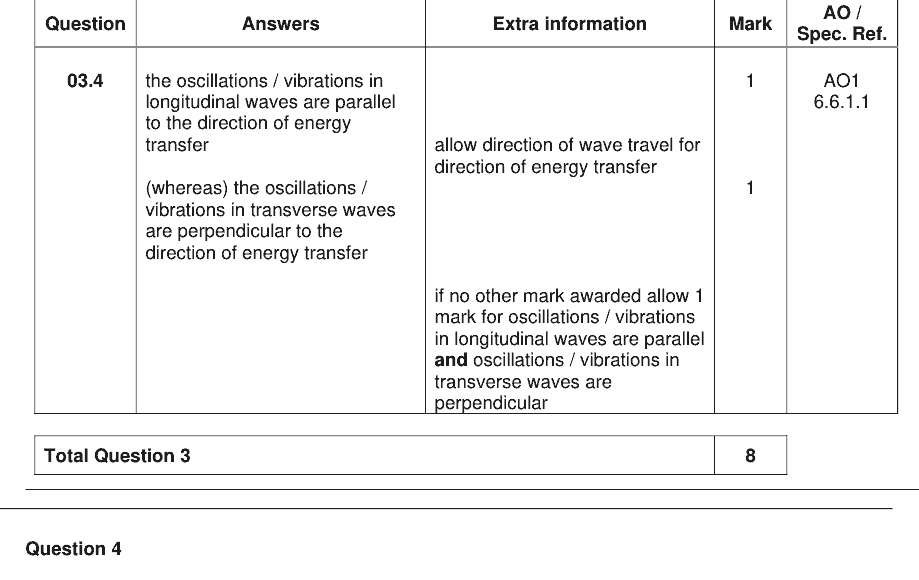 Question Answers Extra information Mark AO /
Spec. Ref.
03.4 the oscillations / vibrations in 1 AO1
longitudinal waves are parallel 6.6.1.1
to the direction of energy
transfer allow direction of wave travel for
direction of energy transfer
(whereas) the oscillations / 1
vibrations in transverse waves
are perpendicular to the
direction of energy transfer
if no other mark awarded allow 1
mark for oscillations / vibrations
in longitudinal waves are parallel
and oscillations / vibrations in
transverse waves are
perpendicular
Total Question 3 8
Question 4